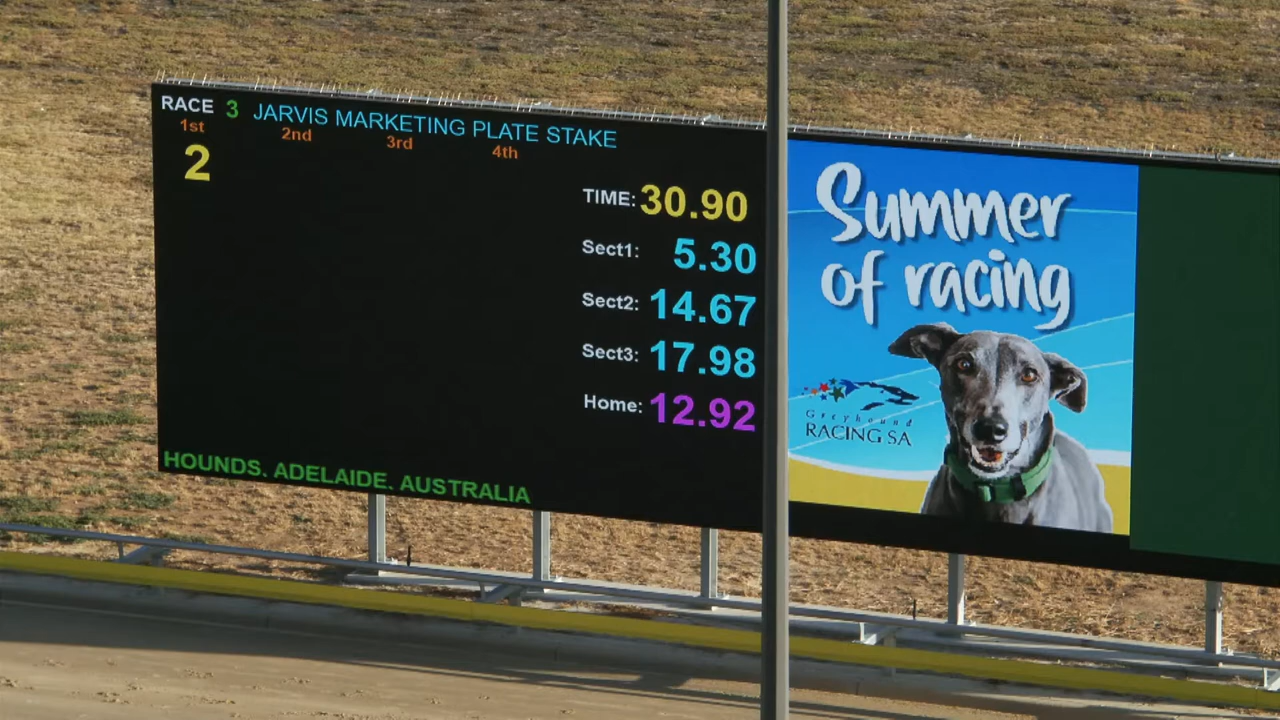 RACE 3 JARVIS MARKETING PLATE STAKE
1st 2nd 3rd 4th
2
TIME: 30.90
Sect1: 5.30
Sect2: 14.67
Sect3: 17.98
Home: 12.92
HOUNDS. ADELAIDE. AUSTRALIA
Summer
of racing
Greyhound
RACING SA